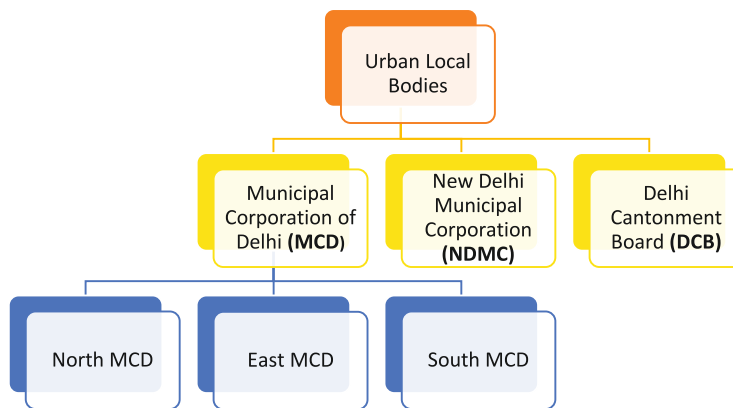 Urban Local
Bodies
Municipal
Corporation of
Delhi (MCD)
New Delhi
Municipal
Corporation
(NDMC)
Delhi
Cantonment
Board (DCB)
North MCD
East MCD
South MCD